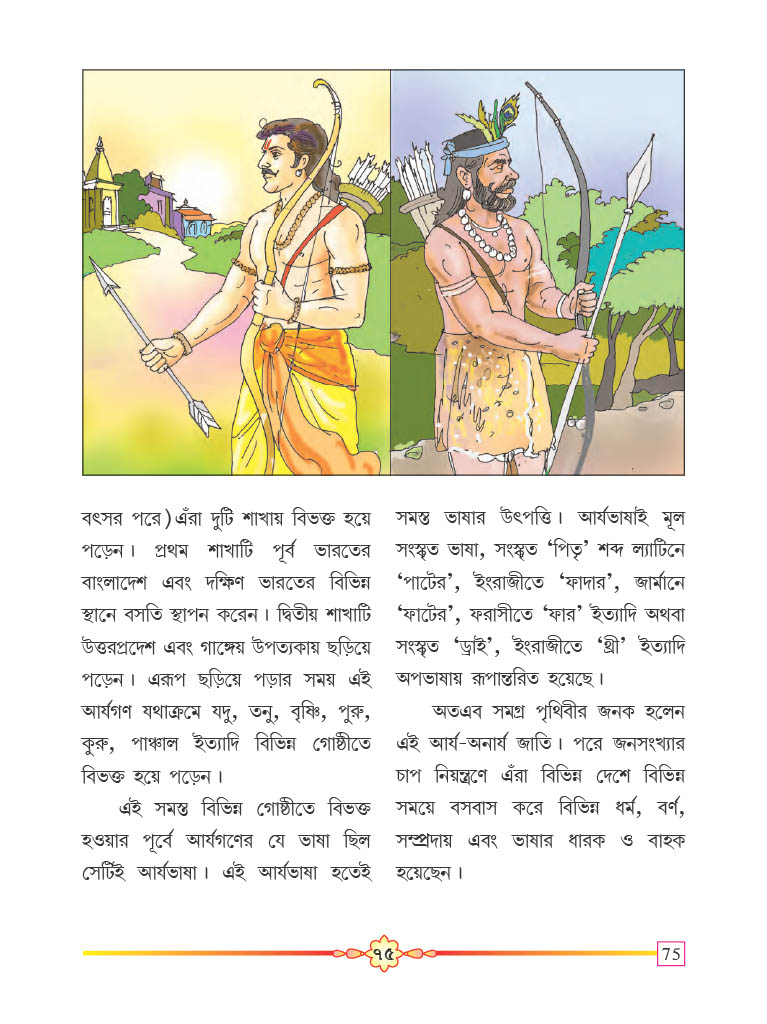 বৎসর পরে) এঁরা দুটি শাখায় বিভক্ত হয়ে
পড়েন। প্রথম শাখাটি পূর্ব ভারতের
বাংলাদেশ এবং দক্ষিণ ভারতের বিভিন্ন
স্থানে বসতি স্থাপন করেন। দ্বিতীয় শাখাটি
উত্তরপ্রদেশ এবং গাঙ্গেয় উপত্যকায় ছড়িয়ে
পড়েন। এরূপ ছড়িয়ে পড়ার সময় এই
আর্যগণ যথাক্রমে যদু, তনু, বৃষ্ণি, পুরু,
কুরু, পাঞ্চাল ইত্যাদি বিভিন্ন গোষ্ঠীতে
বিভক্ত হয়ে পড়েন।
এই সমস্ত বিভিন্ন গোষ্ঠীতে বিভক্ত
হওয়ার পূর্বে আর্যগণের যে ভাষা ছিল
সেটিই আর্যভাষা। এই আর্যভাষা হতেই
সমস্ত ভাষার উৎপত্তি। আর্যভাষাই মূল
সংস্কৃত ভাষা, সংস্কৃত ‘পিতৃ’ শব্দ ল্যাটিনে
‘পাটের’, ইংরাজীতে ‘ফাদার’, জার্মানে
‘ফাটের’, ফরাসীতে ‘ফার’ ইত্যাদি অথবা
সংস্কৃত ‘ড্রাই’, ইংরাজীতে ‘থ্রী’ ইত্যাদি
অপভাষায় রূপান্তরিত হয়েছে।
অতএব সমগ্র পৃথিবীর জনক হলেন
এই আর্য-অনার্য জাতি। পরে জনসংখ্যার
চাপ নিয়ন্ত্রণে এঁরা বিভিন্ন দেশে বিভিন্ন
সময়ে বসবাস করে বিভিন্ন ধর্ম, বর্ণ,
সম্প্রদায় এবং ভাষার ধারক ও বাহক
হয়েছেন।
৭৫
75